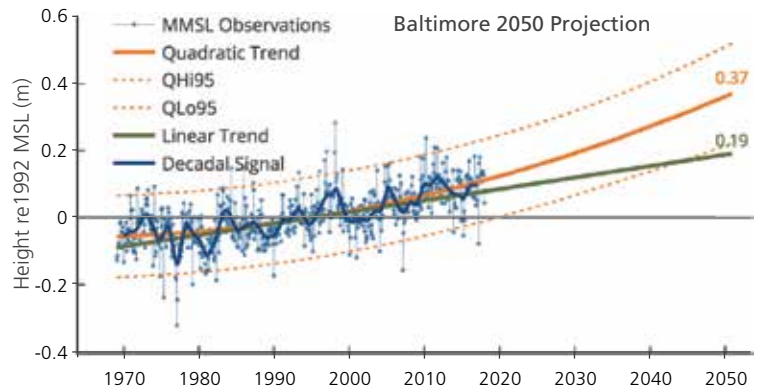 Baltimore 2050 Projection
MMSL Observations
Quadratic Trend
QHi95
QLo95
Linear Trend
Decadal Signal
Height re1992 MSL (m)
0.6
0.4
0.2
0
-0.2
-0.4
0.37
0.19
1970 1980 1990 2000 2010 2020 2030 2040 2050